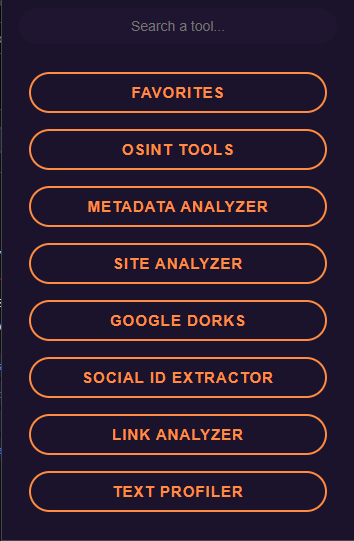 Search a tool...
FAVORITES
OSINT TOOLS
METADATA ANALYZER
SITE ANALYZER
GOOGLE DORKS
SOCIAL ID EXTRACTOR
LINK ANALYZER
TEXT PROFILER